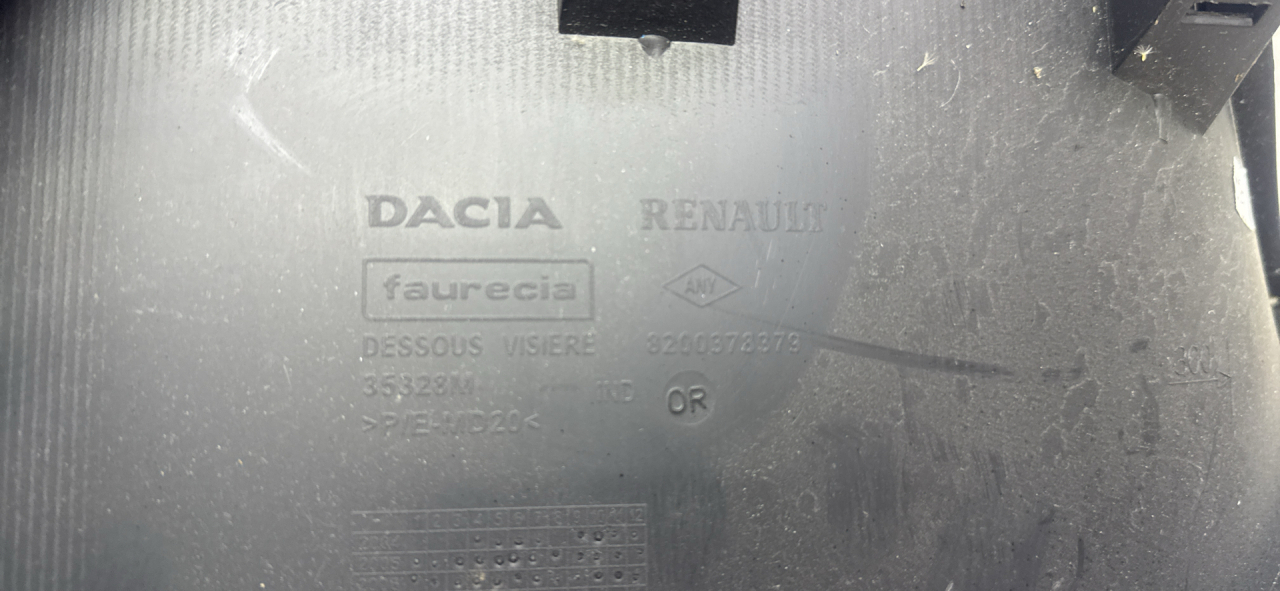 DACIA RENAULT
faurecia ANY
DESSOUS VISIERE 8200378379
35328M IND OR
>P/E-MD20<